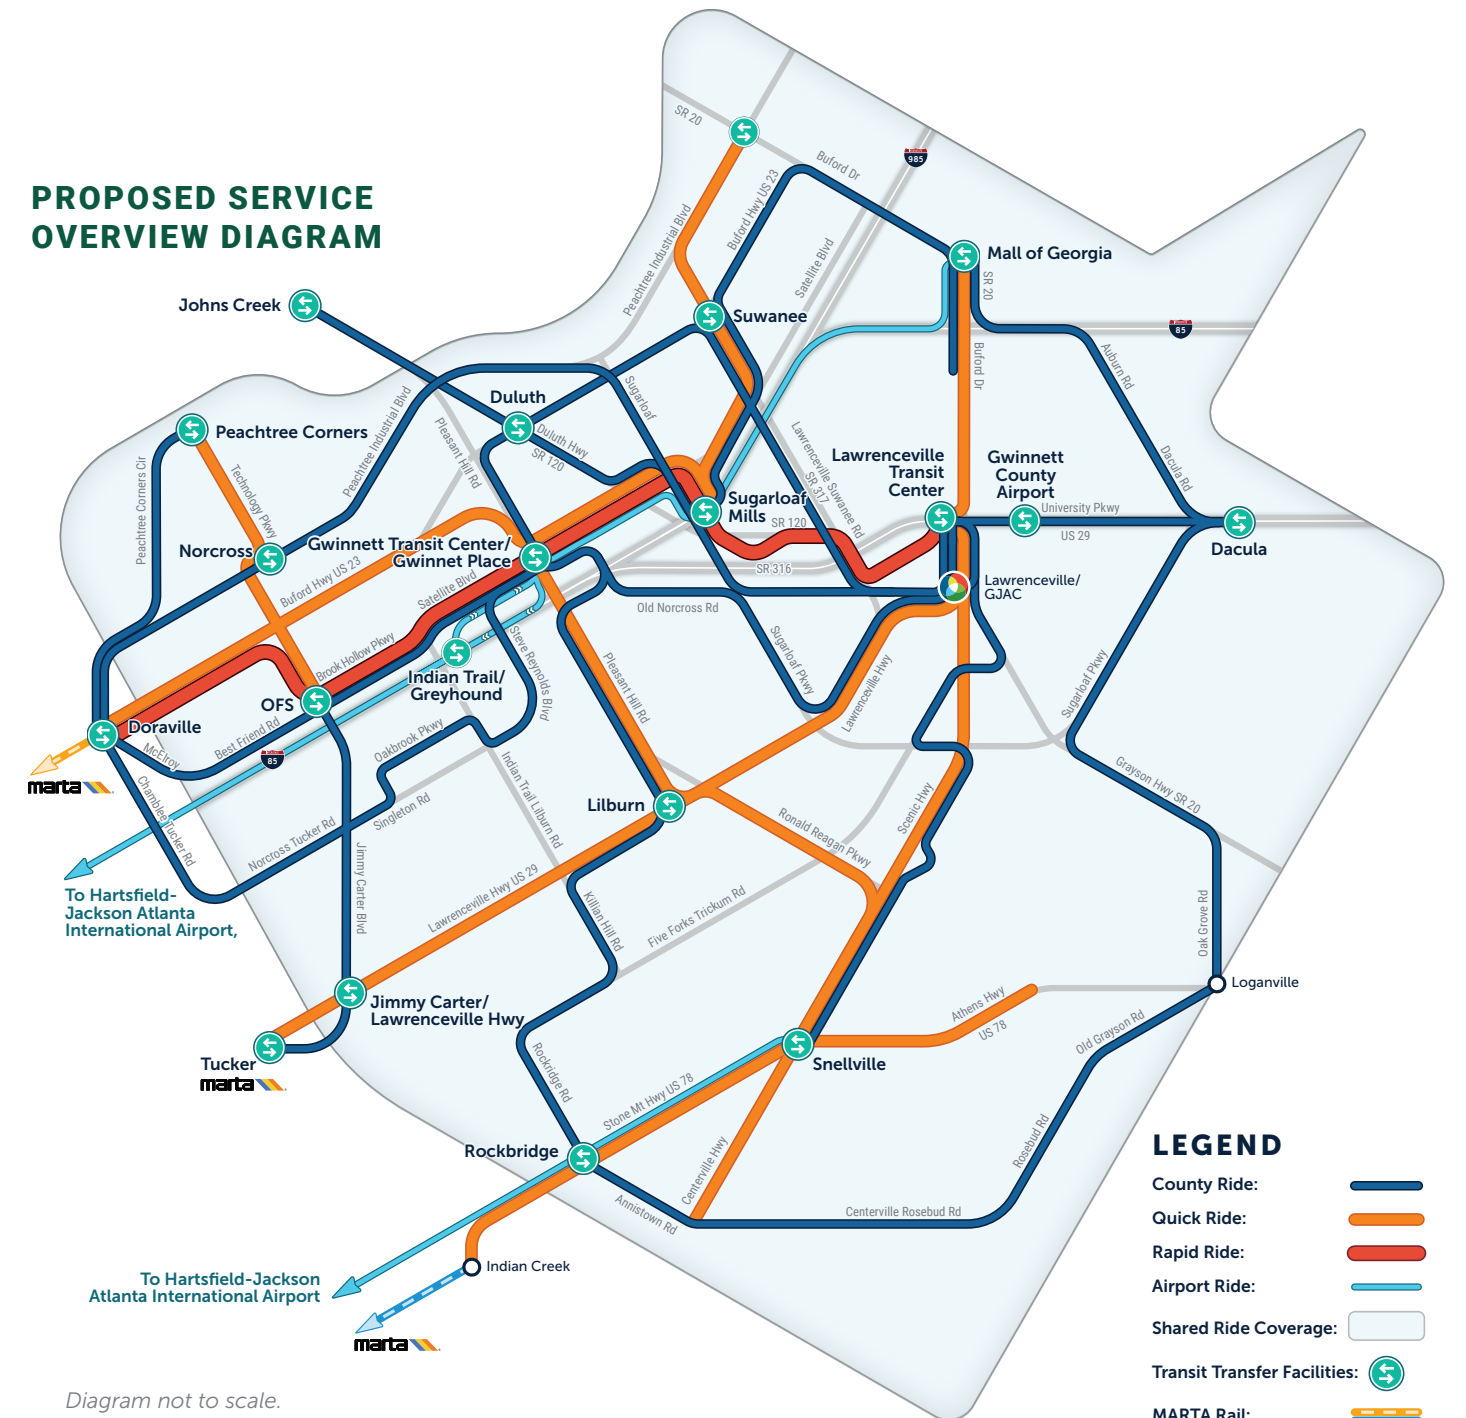 PROPOSED SERVICE
OVERVIEW DIAGRAM
SR 20
985
Buford Dr
Buford Hwy US 23
Peachtree Industrial Blvd
Satellite Blvd
Mall of Georgia
SR 20
85
Johns Creek
Suwanee
Buford Dr
Auburn Rd
Peachtree Industrial Blvd
Sugarloaf
Duluth
Duluth Hwy
SR 120
Pleasant Hill Rd
Peachtree Corners
Peachtree Corners Cir
Technology Pkwy
Lawrenceville Suwanee Rd
SR 317
Lawrenceville
Transit
Center
Gwinnett
County
Airport
Dacula Rd
University Pkwy
US 29
Dacula
Sugarloaf
Mills
SR 120
SR 316
Norcross
Gwinnett Transit Center/
Gwinnet Place
Buford Hwy US 23
Satellite Blvd
Brook Hollow Pkwy
Old Norcross Rd
Lawrenceville/
GJAC
Steve Reynolds Blvd
Indian Trail/
Greyhound
Pleasant Hill Rd
Sugarloaf Pkwy
Lawrenceville Hwy
Sugarloaf Pkwy
OFS
Doraville
marta
McElroy
Best Friend Rd
85
Oakbrook Pkwy
Chamblee Tucker Rd
Norcross Tucker Rd
Singleton Rd
Indian Trail Lilburn Rd
Lilburn
Ronald Reagan Pkwy
Scenic Hwy
Grayson Hwy SR 20
To Hartsfield-
Jackson Atlanta
International Airport,
Jimmy Carter Blvd
Lawrenceville Hwy US 29
Killian Hill Rd
Five Forks Trickum Rd
Oak Grove Rd
Loganville
Jimmy Carter/
Lawrenceville Hwy
Tucker
marta
Athens Hwy
US 78
Old Grayson Rd
Snellville
Rockridge Rd
Stone Mt Hwy US 78
Rockbridge
Centerville Hwy
Annistown Rd
Centerville Rosebud Rd
Rosebud Rd
Indian Creek
To Hartsfield-Jackson
Atlanta International Airport
marta
LEGEND
County Ride:
Quick Ride:
Rapid Ride:
Airport Ride:
Shared Ride Coverage:
Transit Transfer Facilities:
MARTA Rail:
Diagram not to scale.